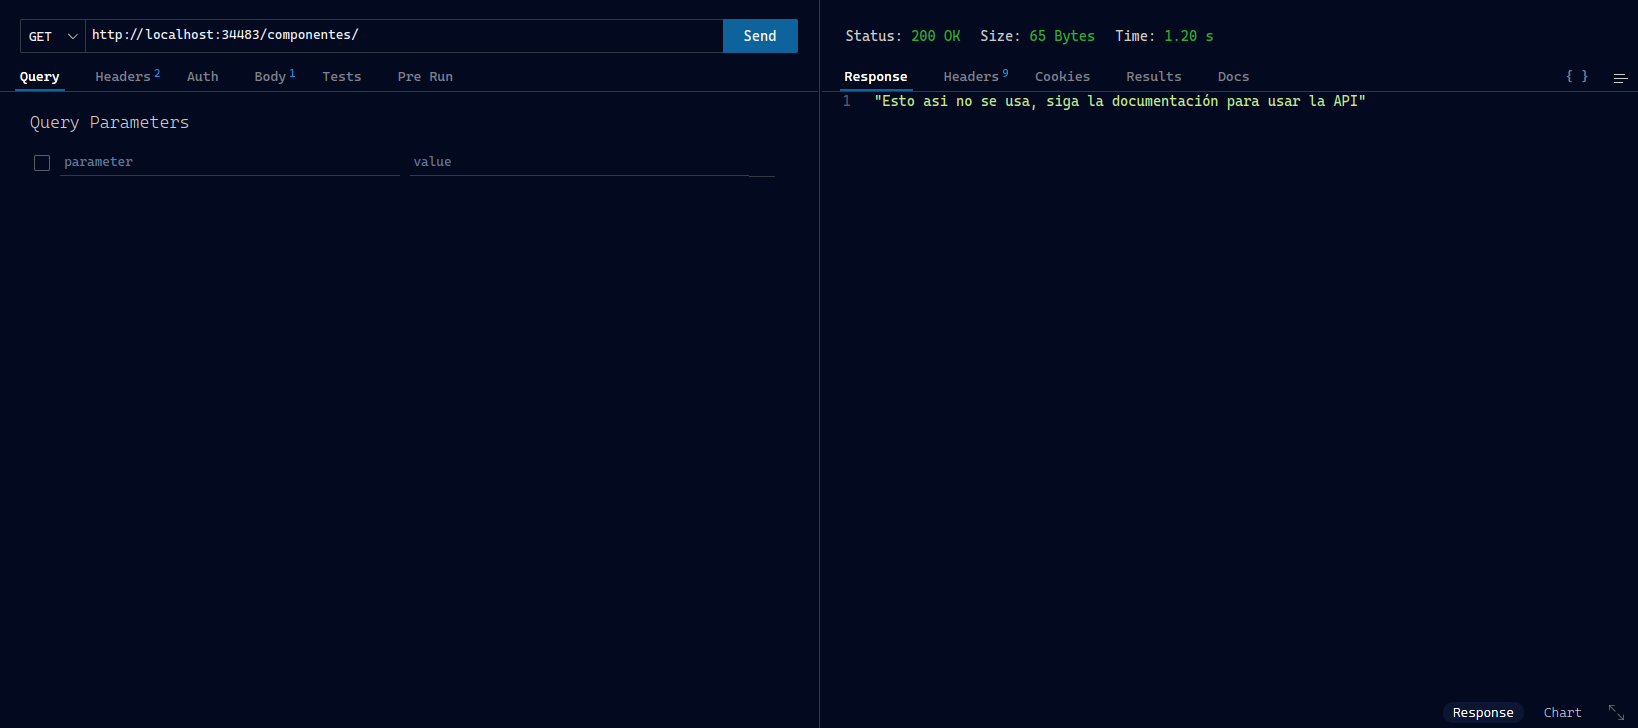 GET http://localhost:34483/componentes/ Send
Query Headers 2 Auth Body 1 Tests Pre Run
Query Parameters
parameter value
Status: 200 OK Size: 65 Bytes Time: 1.20 s
Response Headers 9 Cookies Results Docs { }
1 "Esto asi no se usa, siga la documentación para usar la API"
Response Chart